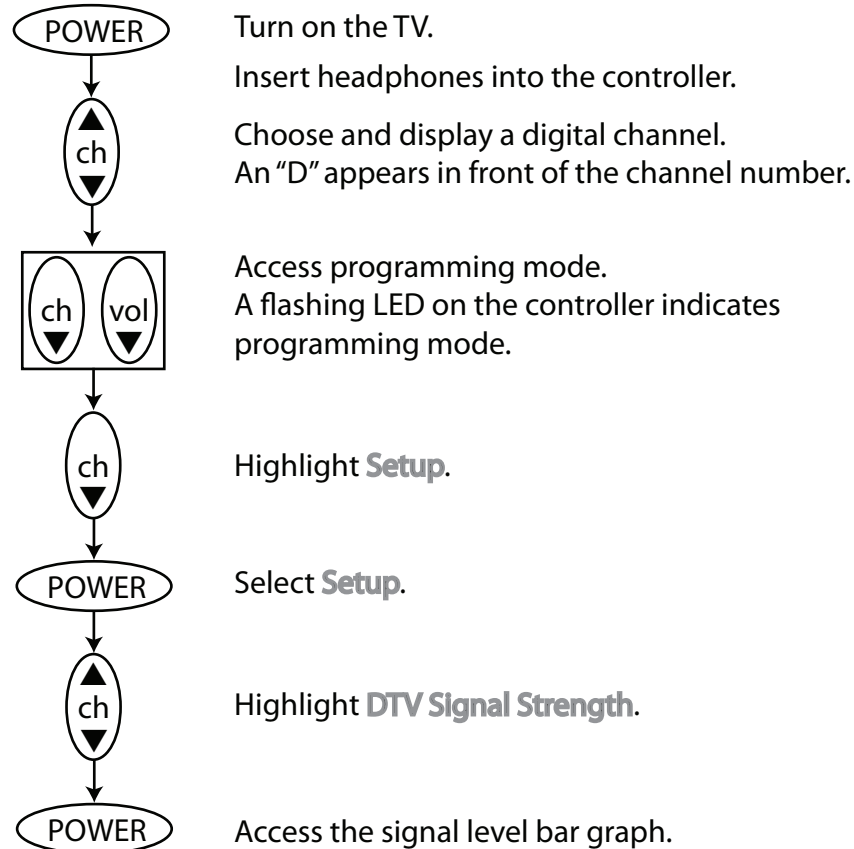 POWER
Turn on the TV.
Insert headphones into the controller.
ch
Choose and display a digital channel.
An “D” appears in front of the channel number.
ch vol
Access programming mode.
A flashing LED on the controller indicates
programming mode.
ch
Highlight Setup.
POWER
Select Setup.
ch
Highlight DTV Signal Strength.
POWER
Access the signal level bar graph.